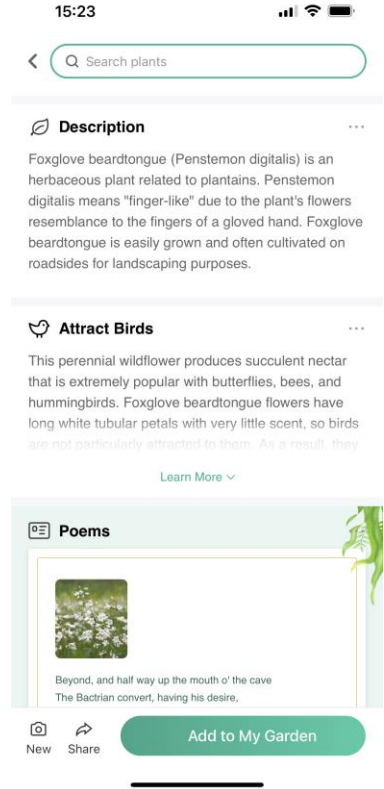 15:23
Search plants
Description
Foxglove beardtongue (Penstemon digitalis) is an
herbaceous plant related to plantains. Penstemon
digitalis means "finger-like" due to the plant's flowers
resemblance to the fingers of a gloved hand. Foxglove
beardtongue is easily grown and often cultivated on
roadsides for landscaping purposes.
Attract Birds
This perennial wildflower produces succulent nectar
that is extremely popular with butterflies, bees, and
hummingbirds. Foxglove beardtongue flowers have
long white tubular petals with very little scent, so birds
are not particularly attracted to them. As a result, they
Learn More
Poems
Beyond, and half way up the mouth o' the cave
The Bactrian convert, having his desire,
New
Share
Add to My Garden